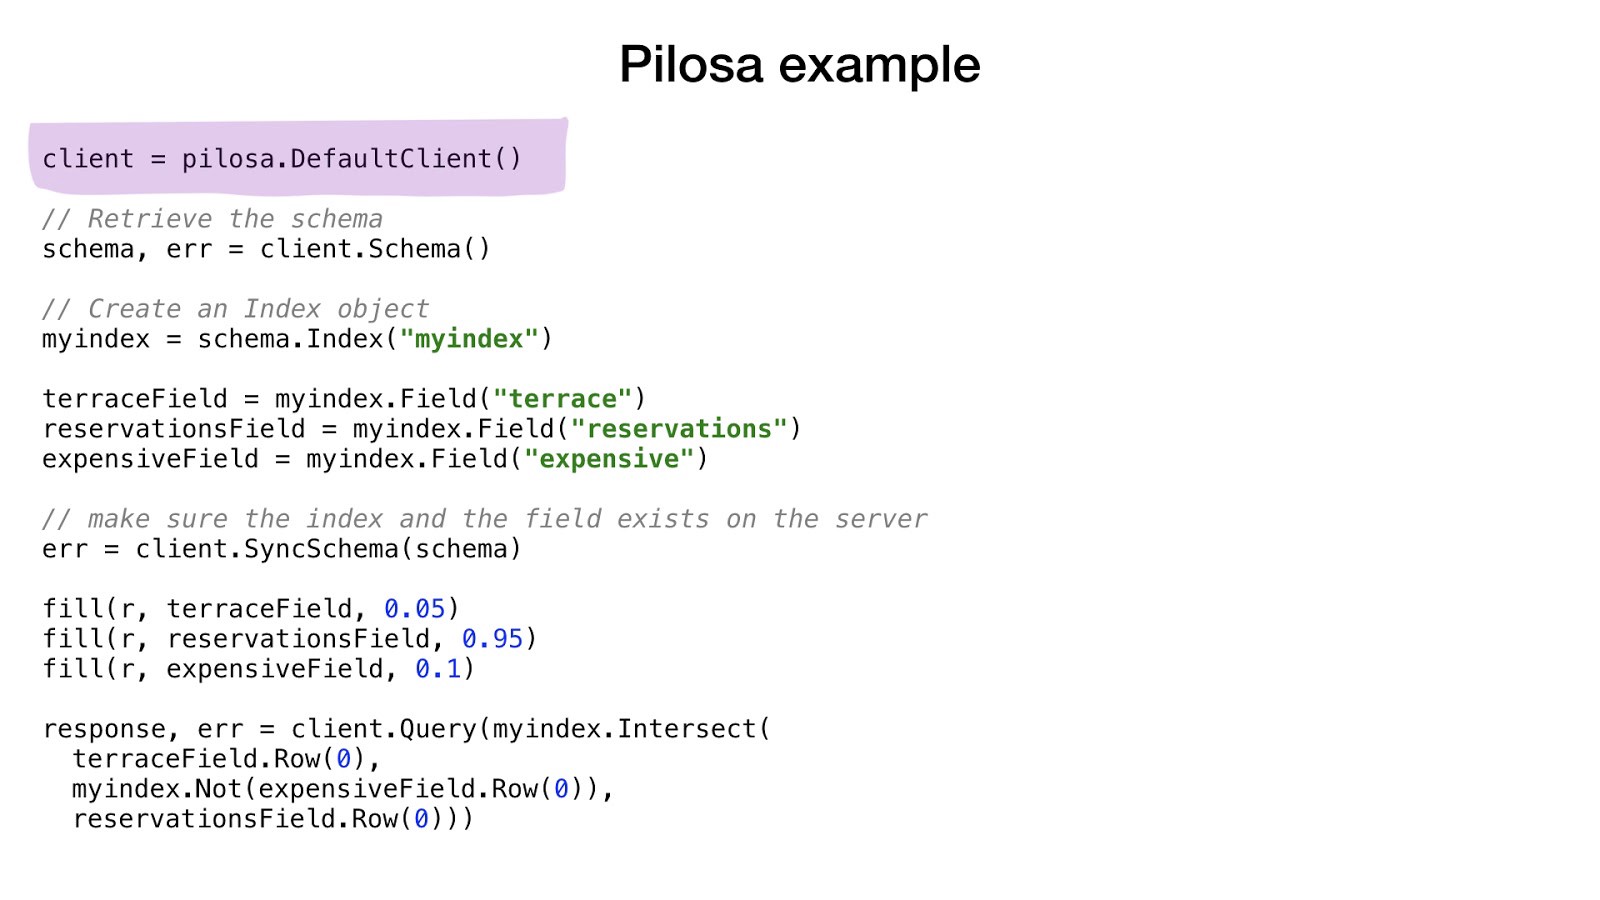 Pilosa example
client = pilosa.DefaultClient()
// Retrieve the schema
schema, err = client.Schema()
// Create an Index object
myindex = schema.Index("myindex")
terraceField = myindex.Field("terrace")
reservationsField = myindex.Field("reservations")
expensiveField = myindex.Field("expensive")
// make sure the index and the field exists on the server
err = client.SyncSchema(schema)
fill(r, terraceField, 0.05)
fill(r, reservationsField, 0.95)
fill(r, expensiveField, 0.1)
response, err = client.Query(myindex.Intersect(
  terraceField.Row(0),
  myindex.Not(expensiveField.Row(0)),
  reservationsField.Row(0)))